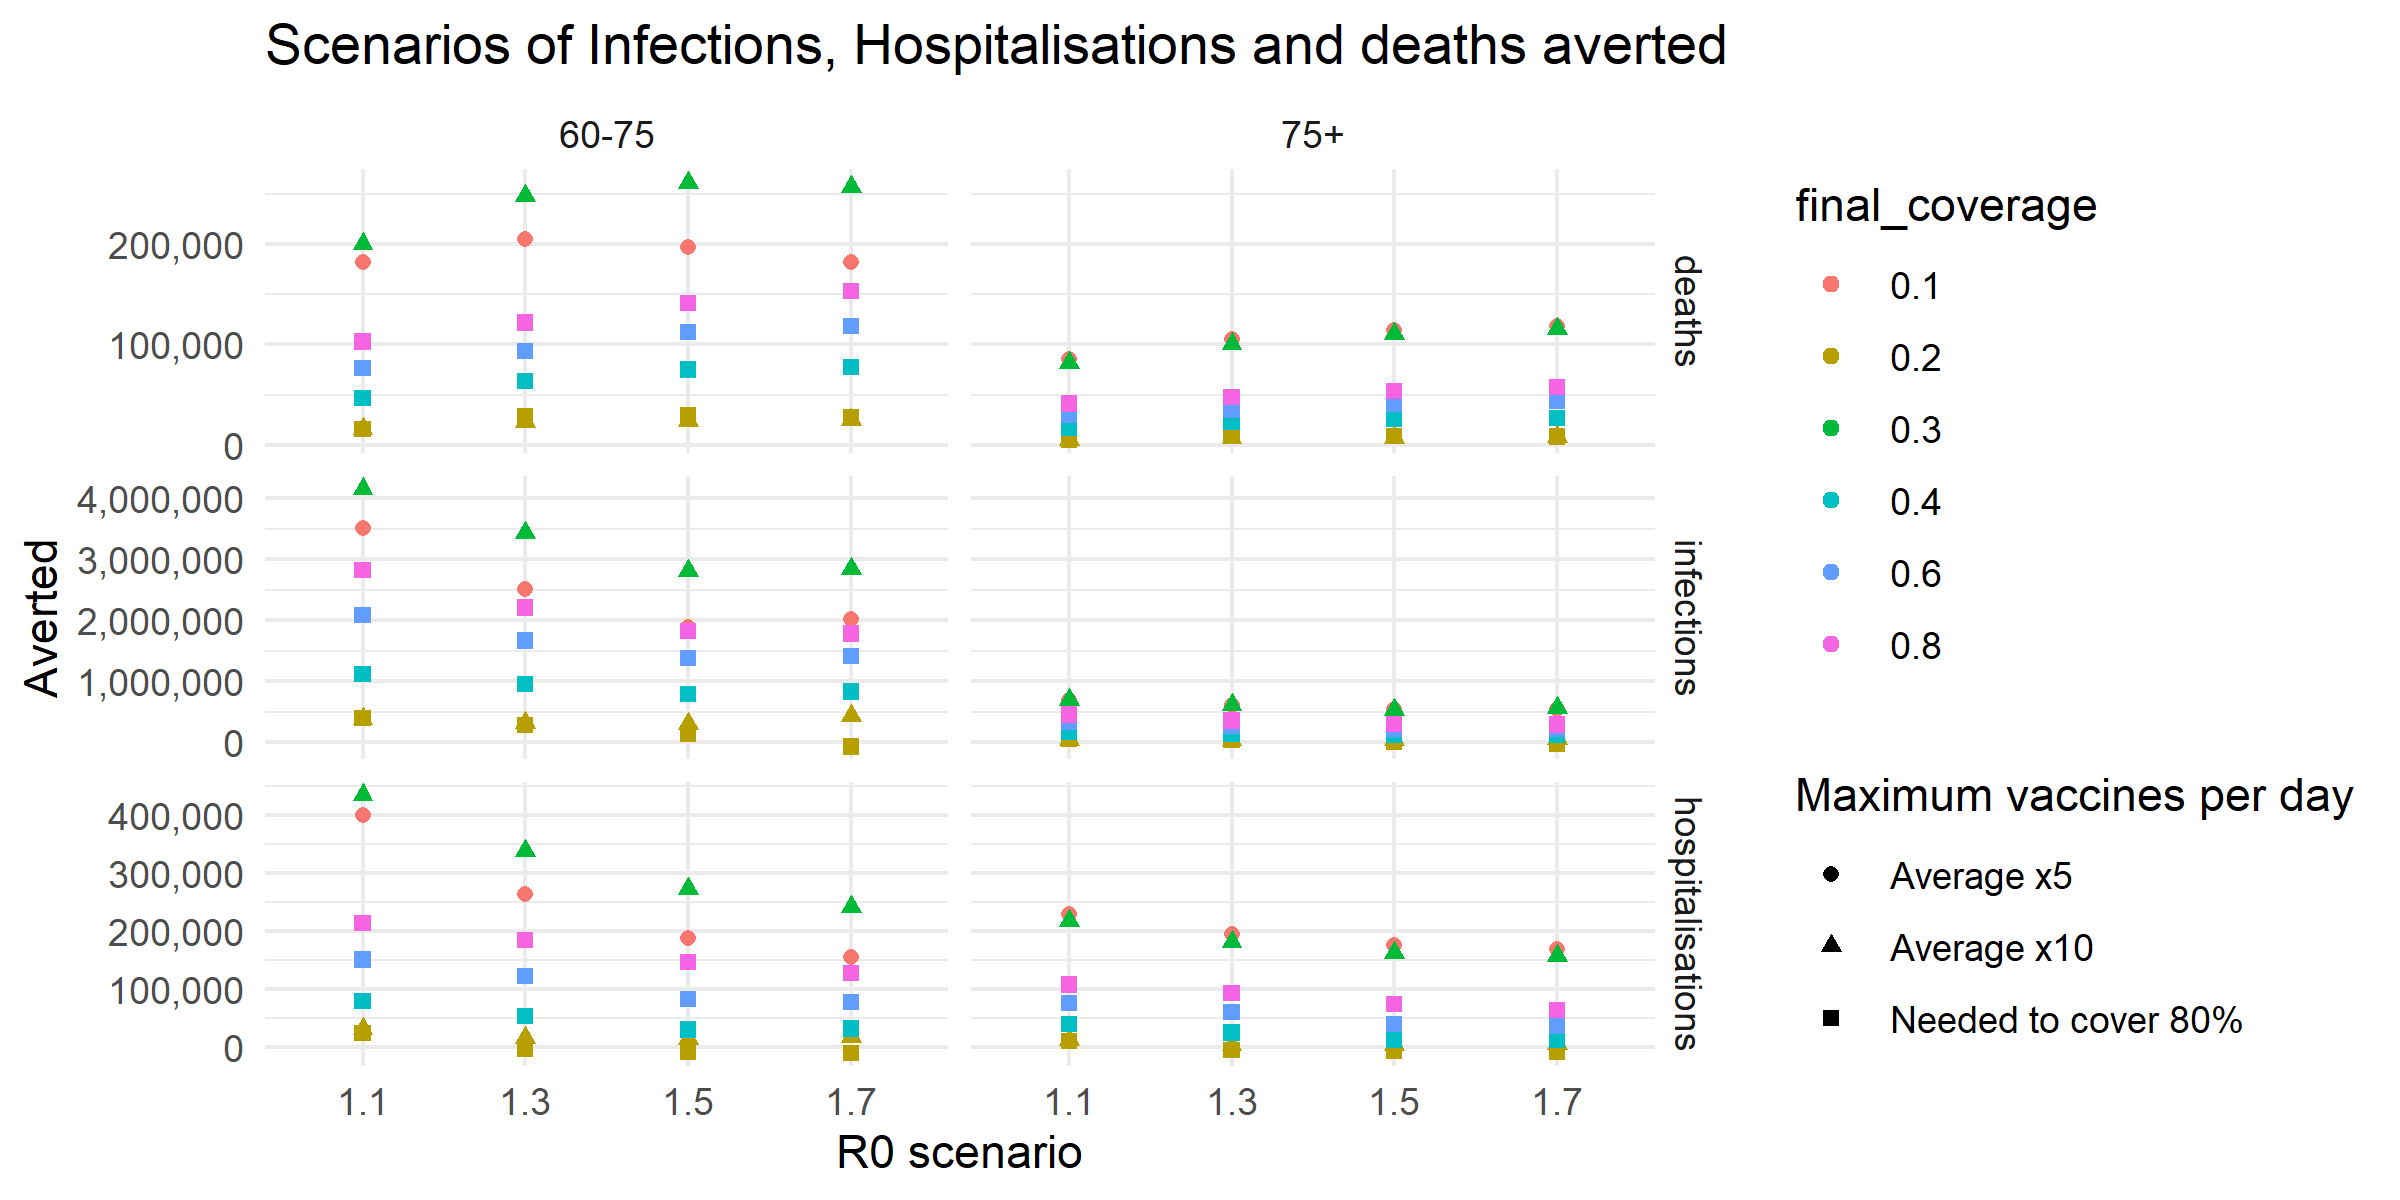 Scenarios of Infections, Hospitalisations and deaths averted
60-75
75+
200,000
100,000
0
deaths
4,000,000
3,000,000
2,000,000
1,000,000
0
infections
400,000
300,000
200,000
100,000
0
hospitalisations
Averted
1.1 1.3 1.5 1.7
1.1 1.3 1.5 1.7
R0 scenario
final_coverage
0.1
0.2
0.3
0.4
0.6
0.8
Maximum vaccines per day
Average x5
Average x10
Needed to cover 80%